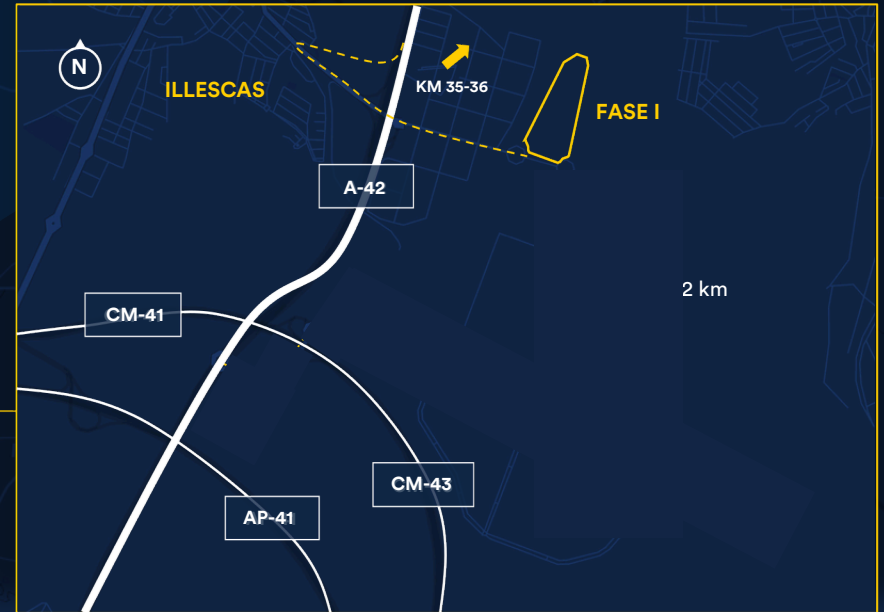 N
ILLESCAS
KM 35-36
FASE I
A-42
2 km
CM-41
CM-43
AP-41